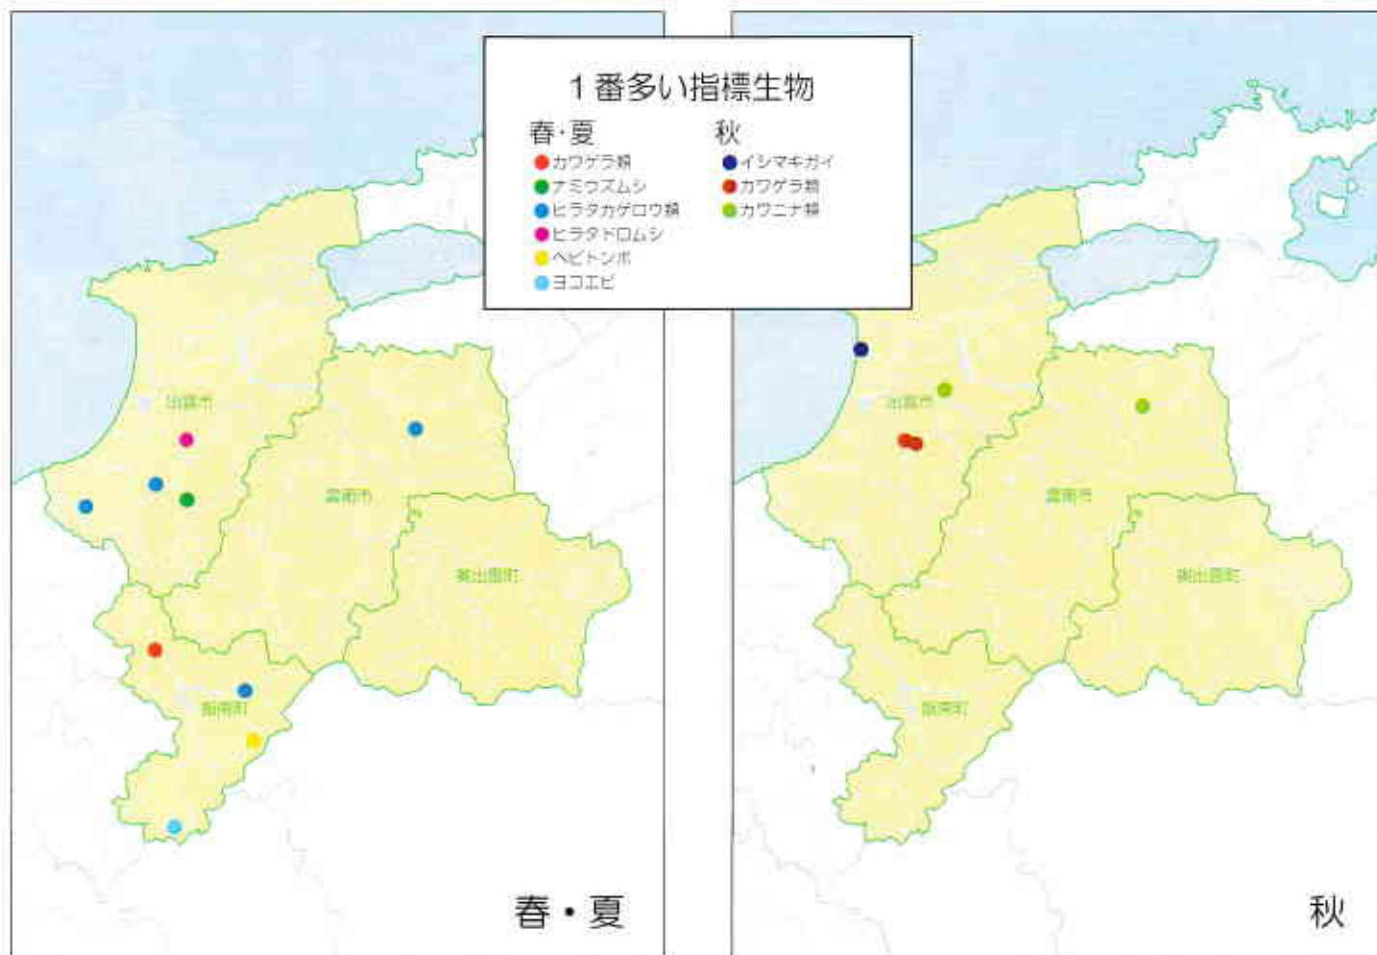 1番多い指標生物
春・夏
カワゲラ類
ナミウズムシ
ヒラタカゲロウ類
ヒラタドロムシ
ヘビトンボ
ヨコエビ
秋
イシマキガイ
カワゲラ類
カワニナ類
出雲市
雲南市
奥出雲町
飯南町
春・夏
出雲市
雲南市
奥出雲町
飯南町
秋